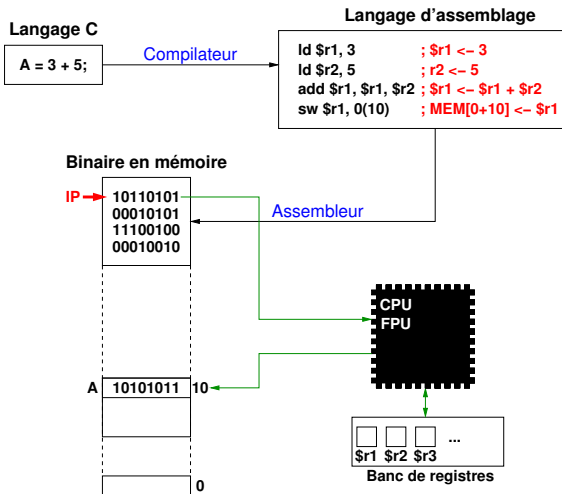 Langage C
A = 3 + 5;
Compilateur
Langage d'assemblage
ld $r1, 3 ; $r1 <− 3
ld $r2, 5 ; r2 <− 5
add $r1, $r1, $r2 ; $r1 <− $r1 + $r2
sw $r1, 0(10) ; MEM[0+10] <− $r1
Binaire en mémoire
IP
10110101
00010101
11100100
00010010
Assembleur
CPU
FPU
A 10101011 10
$r1 $r2 $r3 ...
Banc de registres
0